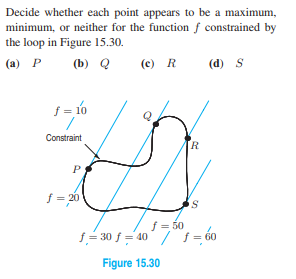 Decide whether each point appears to be a maximum,
minimum, or neither for the function f constrained by
the loop in Figure 15.30.
(a) P (b) Q (c) R (d) S
f = 10
Q
Constraint
R
P
f = 20
S
f = 50
f = 30 f = 40 f = 60
Figure 15.30